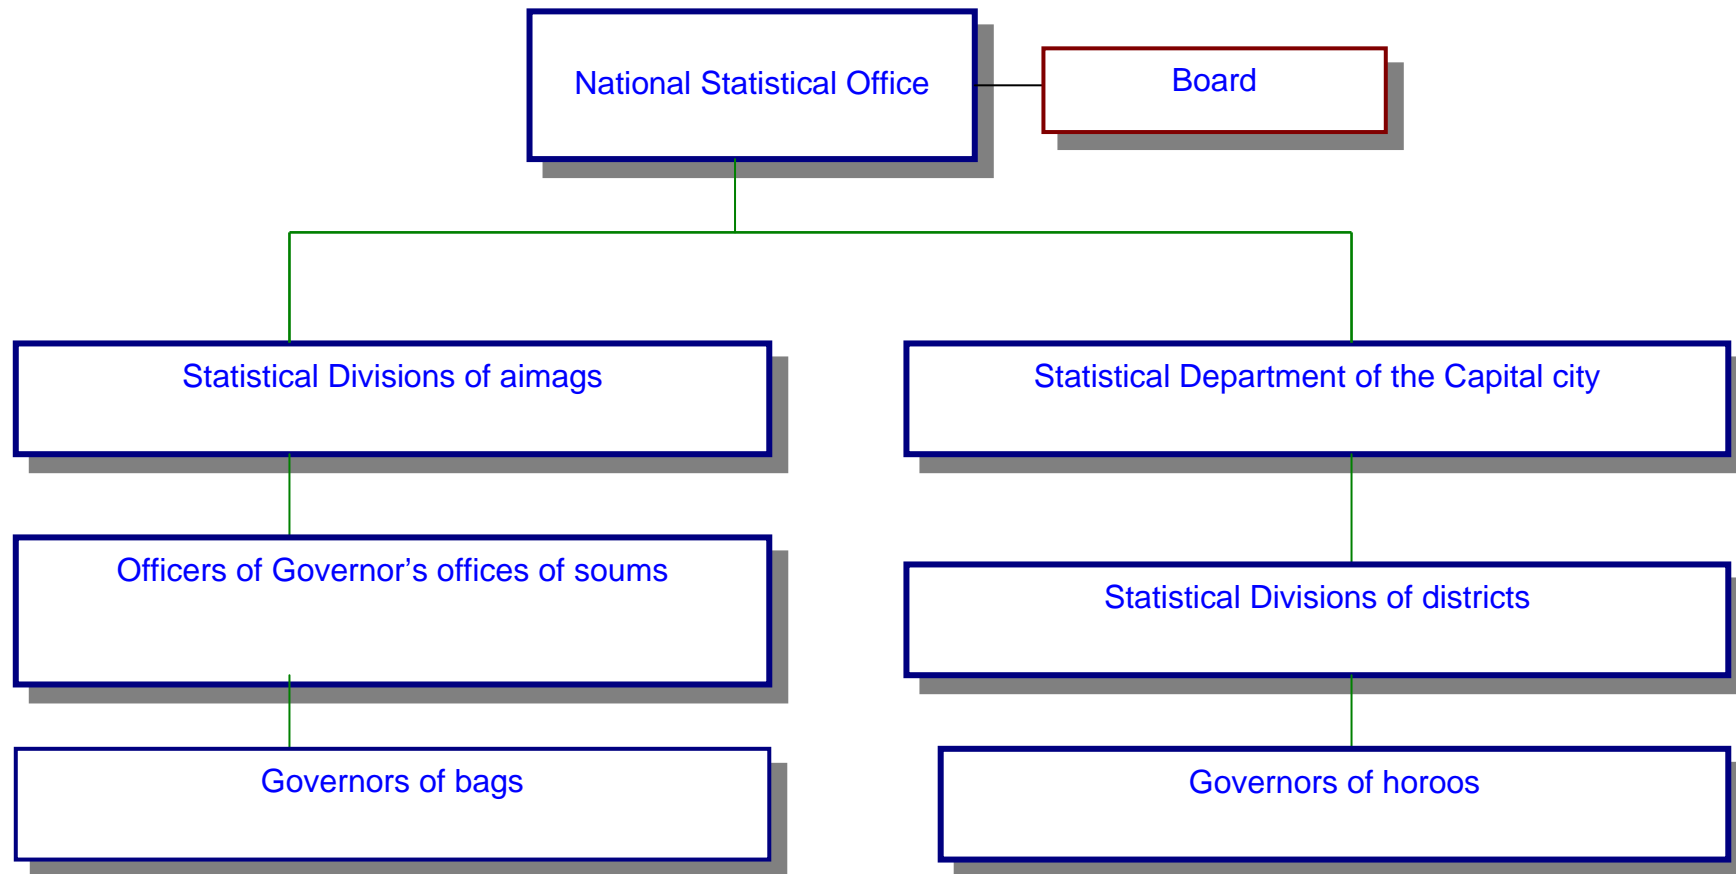 National Statistical Office
Board
Statistical Divisions of aimags
Statistical Department of the Capital city
Officers of Governor’s offices of soums
Statistical Divisions of districts
Governors of bags
Governors of horoos